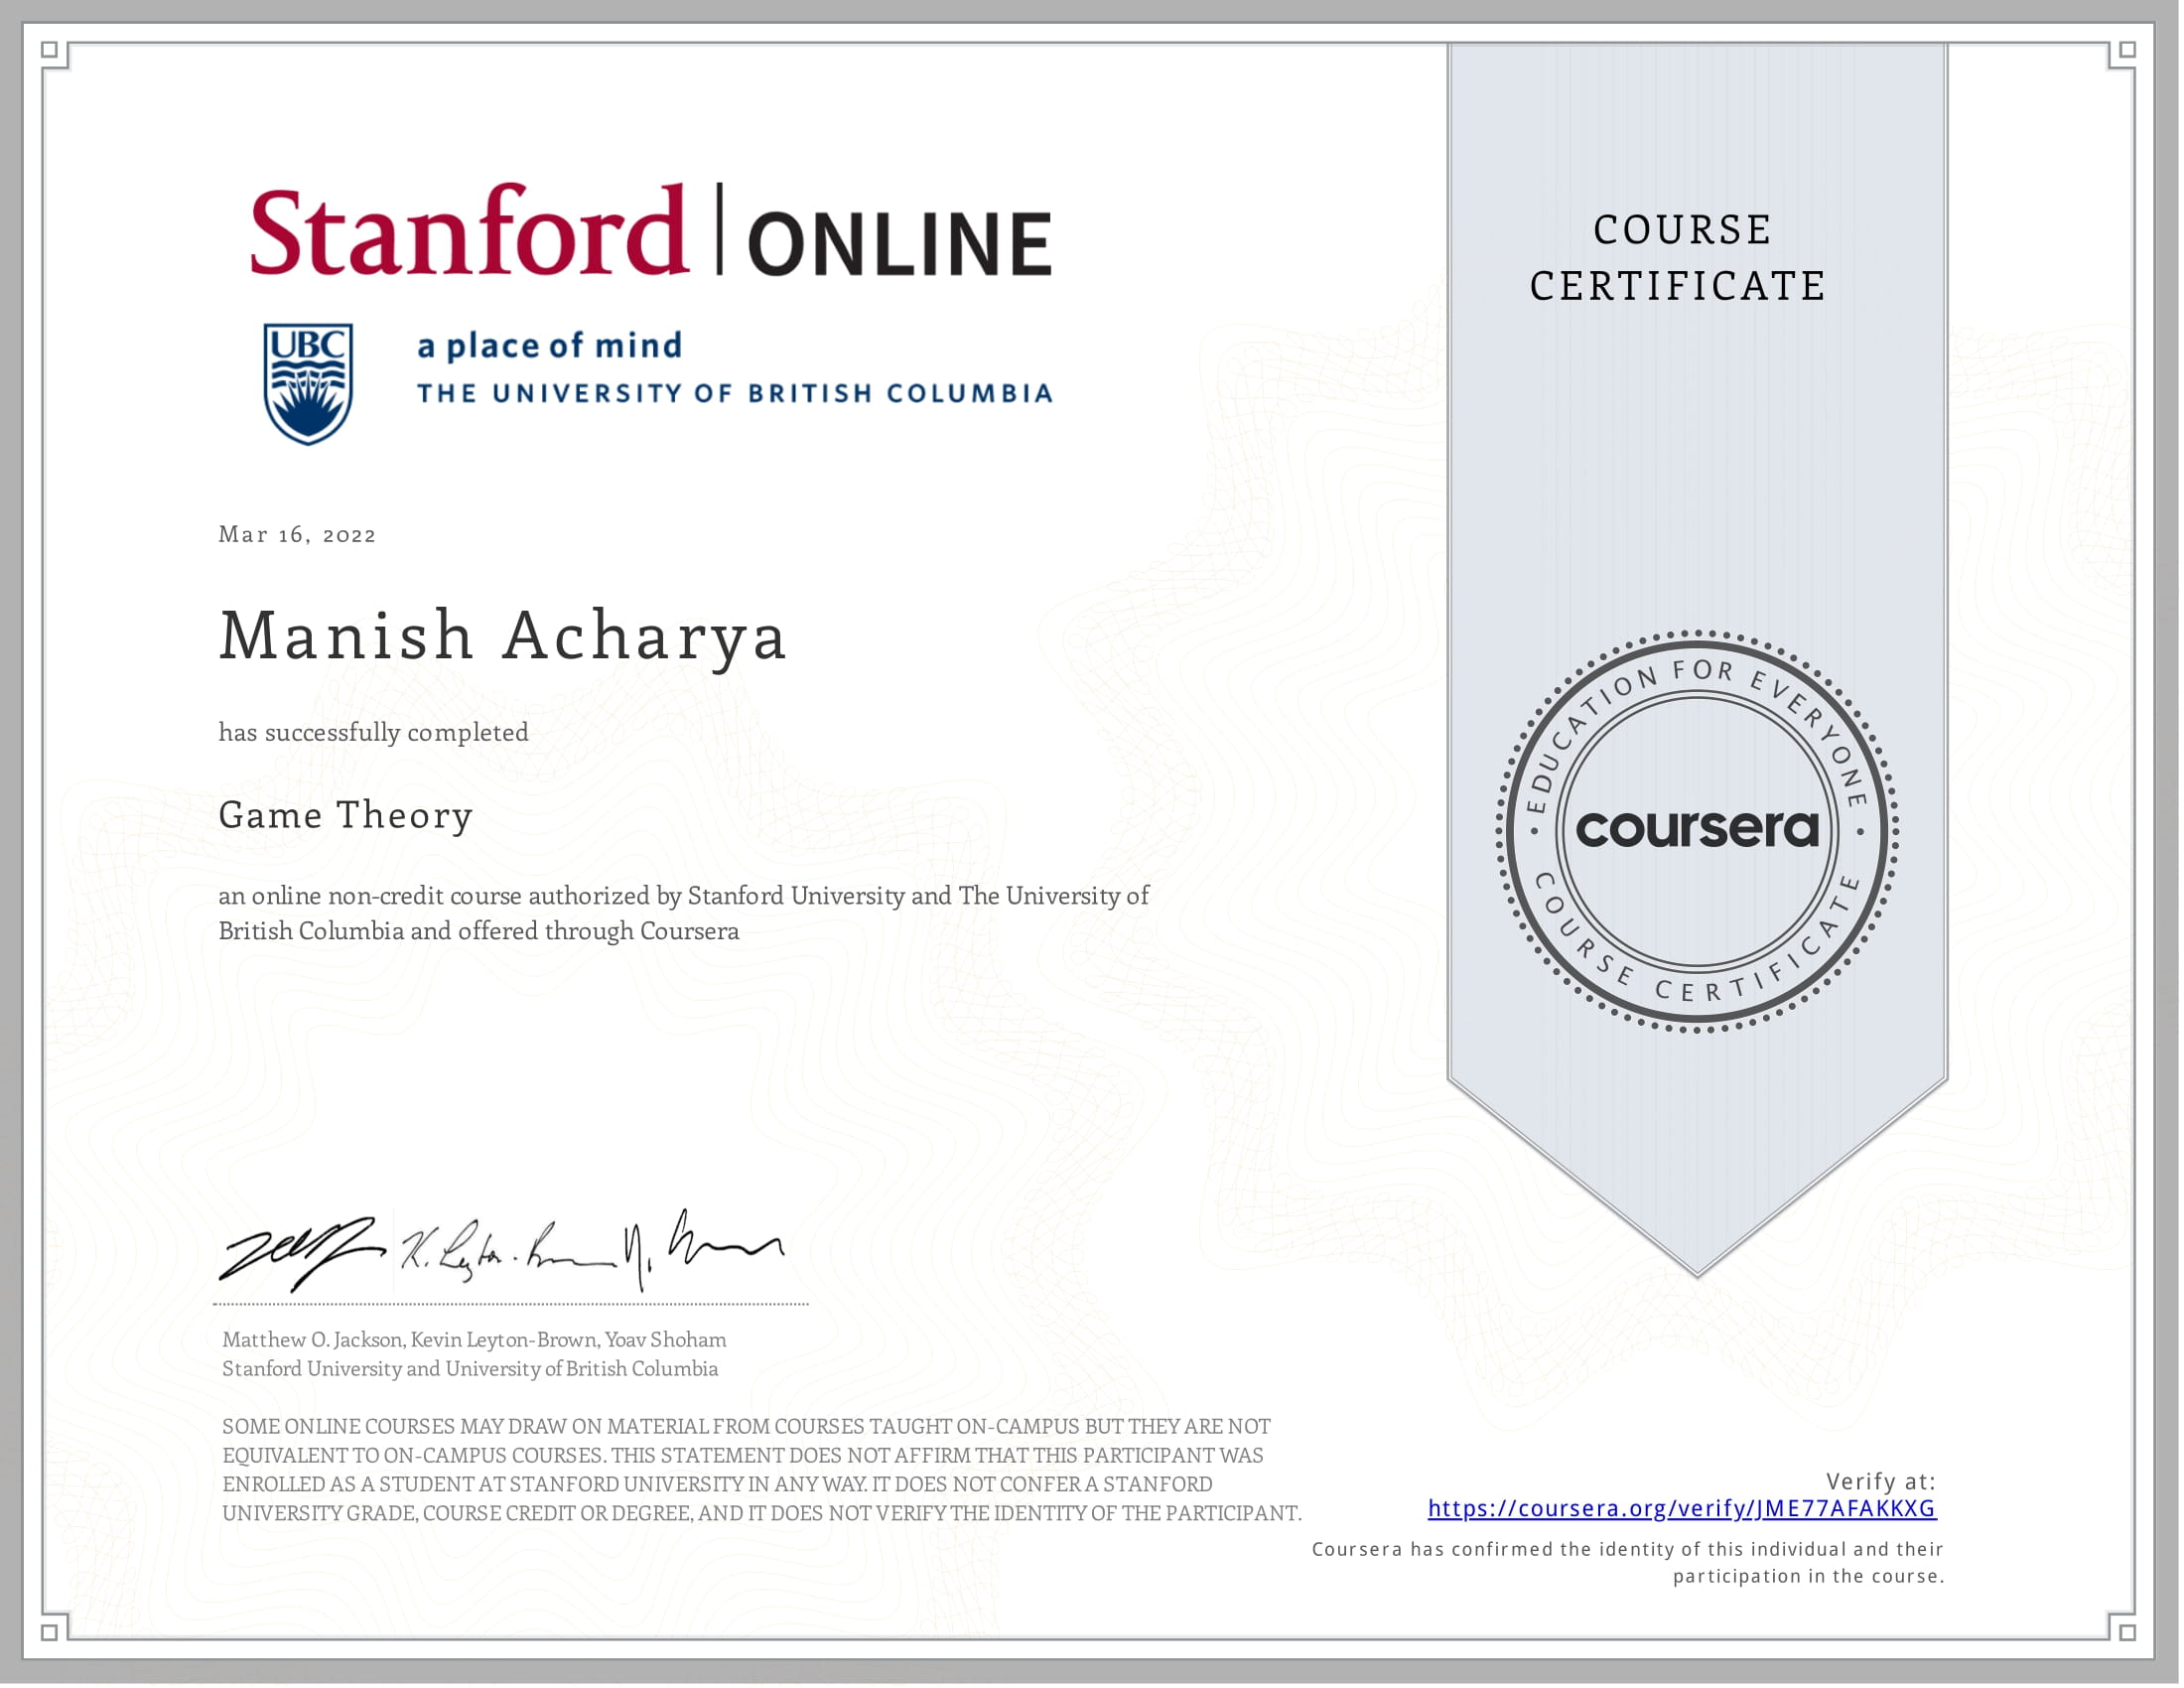 Stanford | ONLINE
UBC
a place of mind
THE UNIVERSITY OF BRITISH COLUMBIA
Mar 16, 2022
Manish Acharya
has successfully completed
Game Theory
an online non-credit course authorized by Stanford University and The University of
British Columbia and offered through Coursera
K. Leyton-Brown
Matthew O. Jackson, Kevin Leyton-Brown, Yoav Shoham
Stanford University and University of British Columbia
SOME ONLINE COURSES MAY DRAW ON MATERIAL FROM COURSES TAUGHT ON-CAMPUS BUT THEY ARE NOT
EQUIVALENT TO ON-CAMPUS COURSES. THIS STATEMENT DOES NOT AFFIRM THAT THIS PARTICIPANT WAS
ENROLLED AS A STUDENT AT STANFORD UNIVERSITY IN ANY WAY. IT DOES NOT CONFER A STANFORD
UNIVERSITY GRADE, COURSE CREDIT OR DEGREE, AND IT DOES NOT VERIFY THE IDENTITY OF THE PARTICIPANT.
COURSE
CERTIFICATE
EDUCATION FOR EVERYONE
coursera
COURSE CERTIFICATE
Verify at:
https://coursera.org/verify/JME77AFAKKXG
Coursera has confirmed the identity of this individual and their
participation in the course.